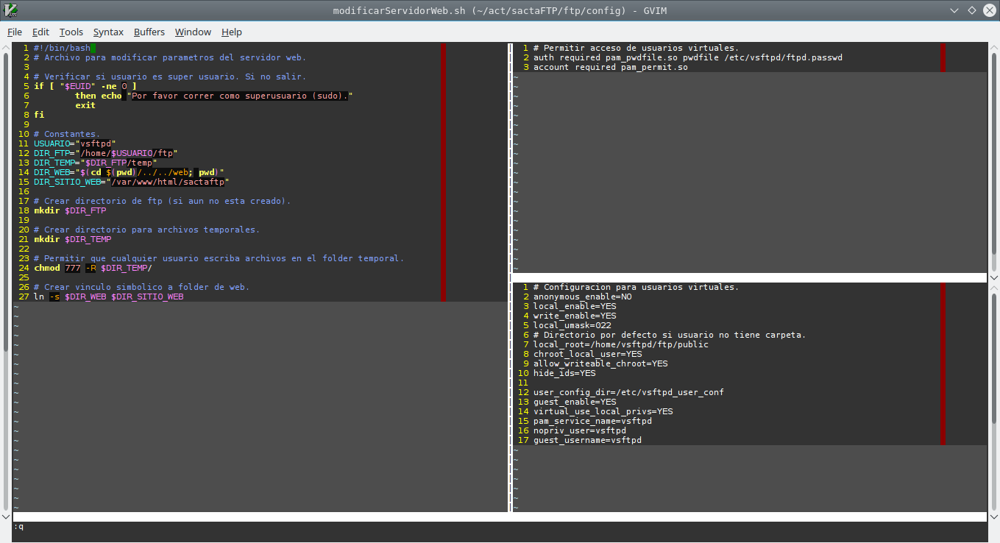 modificarServidorWeb.sh (~/act/sactaFTP/ftp/config) - GVIM
File Edit Tools Syntax Buffers Window Help
1 #!/bin/bash
2 # Archivo para modificar parametros del servidor web.
3
4 # Verificar si usuario es super usuario. Si no salir.
5 if [ "$EUID" -ne 0 ]
6         then echo "Por favor correr como superusuario (sudo)."
7         exit
8 fi
9
10 # Constantes.
11 USUARIO="vsftpd"
12 DIR_FTP="/home/$USUARIO/ftp"
13 DIR_TEMP="$DIR_FTP/temp"
14 DIR_WEB="$(cd $(pwd)/../../web; pwd)"
15 DIR_SITIO_WEB="/var/www/html/sactaftp"
16
17 # Crear directorio de ftp (si aun no esta creado).
18 mkdir $DIR_FTP
19
20 # Crear directorio para archivos temporales.
21 mkdir $DIR_TEMP
22
23 # Permitir que cualquier usuario escriba archivos en el folder temporal.
24 chmod 777 -R $DIR_TEMP/
25
26 # Crear vinculo simbolico a folder de web.
27 ln -s $DIR_WEB $DIR_SITIO_WEB
1 # Permitir acceso de usuarios virtuales.
2 auth required pam_pwdfile.so pwdfile /etc/vsftpd/ftpd.passwd
3 account required pam_permit.so
1 # Configuracion para usuarios virtuales.
2 anonymous_enable=NO
3 local_enable=YES
4 write_enable=YES
5 local_umask=022
6 # Directorio por defecto si usuario no tiene carpeta.
7 local_root=/home/vsftpd/ftp/public
8 chroot_local_user=YES
9 allow_writeable_chroot=YES
10 hide_ids=YES
11
12 user_config_dir=/etc/vsftpd_user_conf
13 guest_enable=YES
14 virtual_use_local_privs=YES
15 pam_service_name=vsftpd
16 nopriv_user=vsftpd
17 guest_username=vsftpd
:q